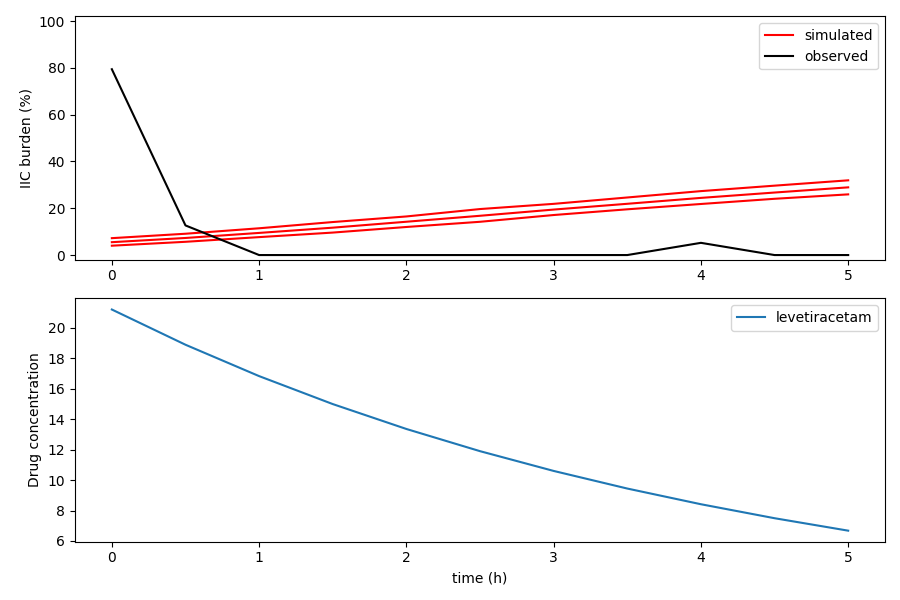 IIC burden (%)
100
80
60
40
20
0
simulated
observed
0 1 2 3 4 5
Drug concentration
20
18
16
14
12
10
8
6
levetiracetam
0 1 2 3 4 5
time (h)